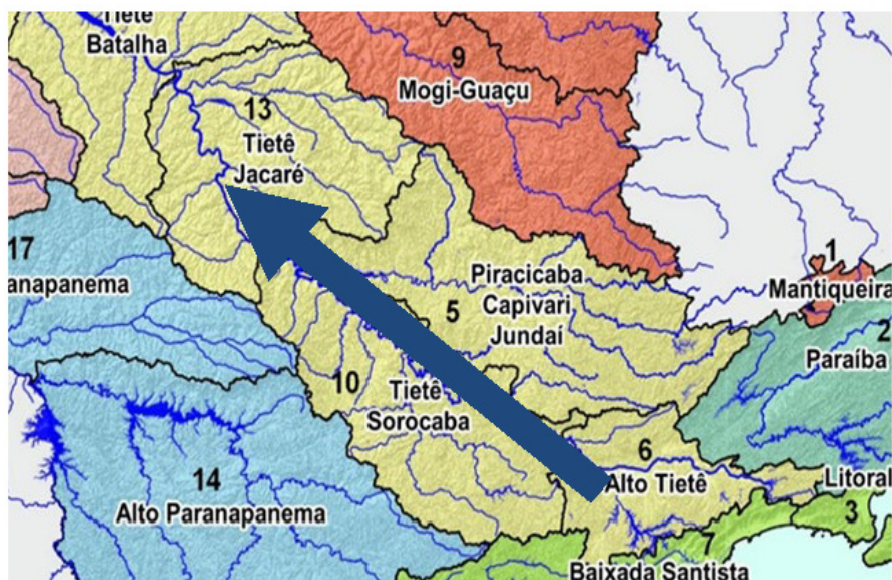 Tietê
Batalha
9
Mogi-Guaçu
13
Tietê
Jacaré
17
anapanema
1
Mantiqueira
Piracicaba
Capivari
Jundaí
5
2
Paraíba
10
Tietê
Sorocaba
6
Alto Tietê
Litoral
3
14
Alto Paranapanema
7
Baixada Santista